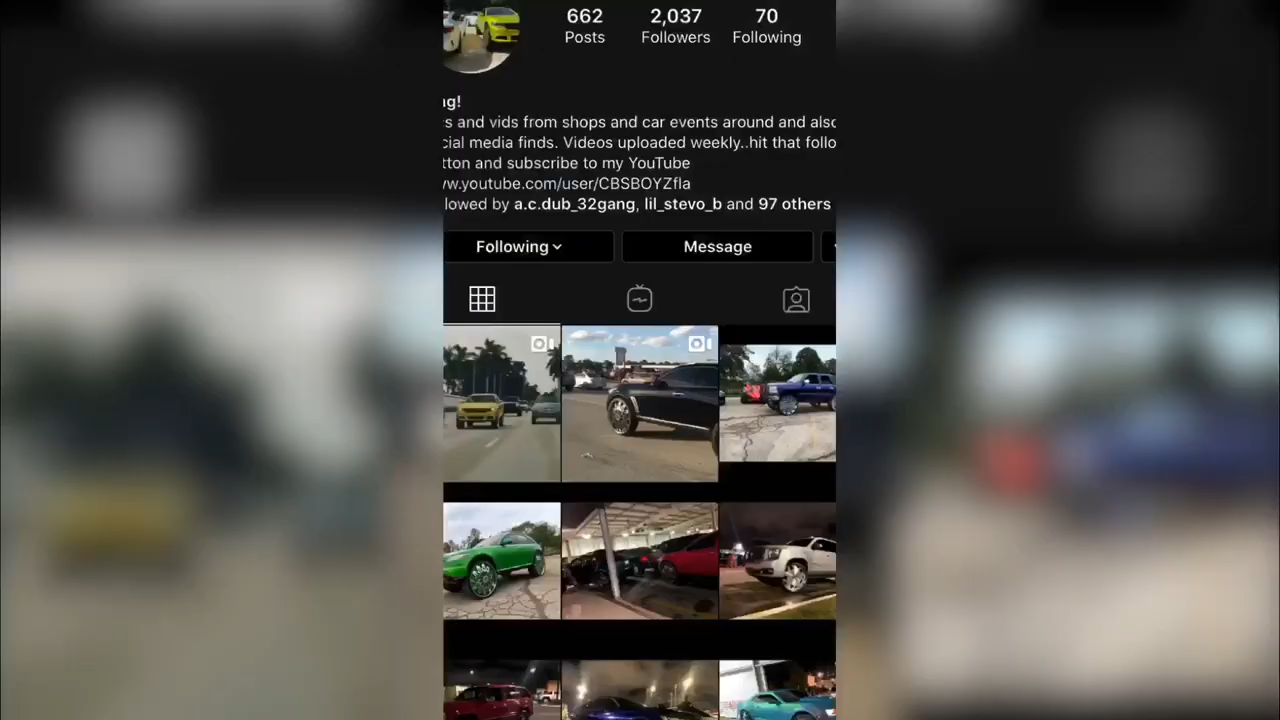 662 2,037 70
Posts Followers Following
ng!
s and vids from shops and car events around and also
cial media finds. Videos uploaded weekly..hit that follo
tton and subscribe to my YouTube
w.youtube.com/user/CBSBOYZfla
lowed by a.c.dub_32gang, lil_stevo_b and 97 others
Following Message